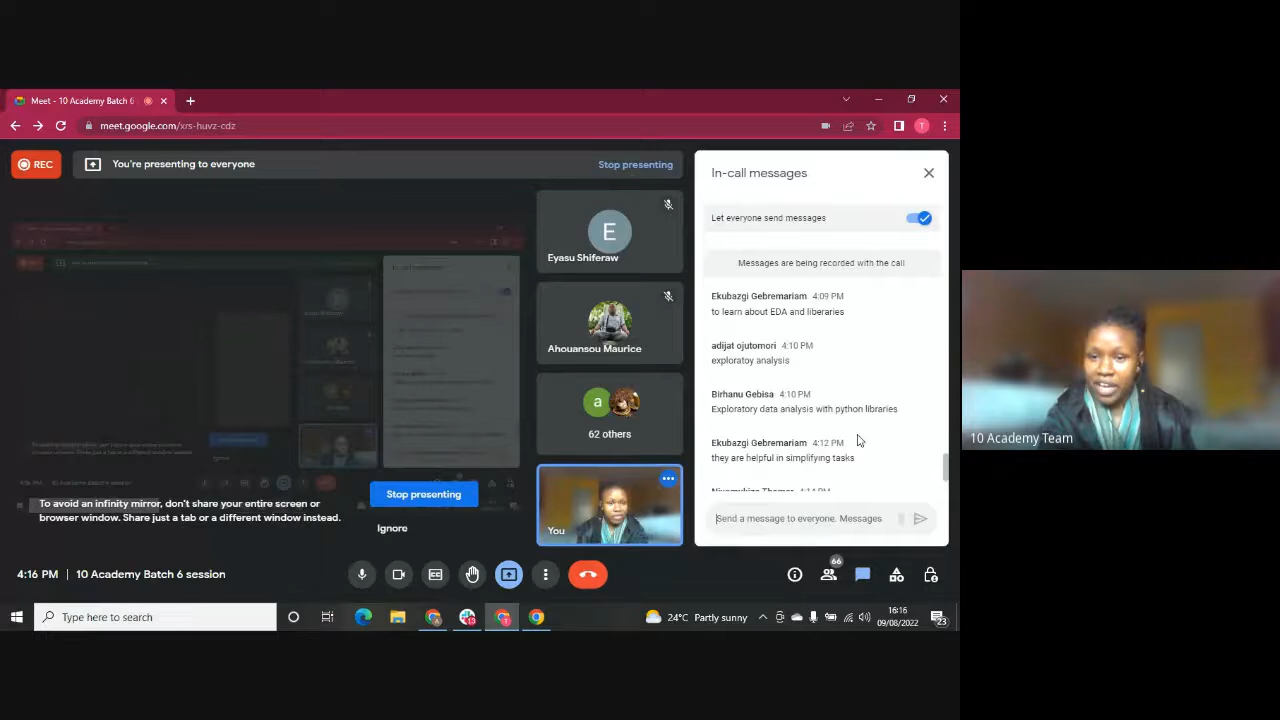 Meet - 10 Academy Batch 6
meet.google.com/xrs-huvz-cdz
REC
You're presenting to everyone
Stop presenting
In-call messages
Let everyone send messages
Messages are being recorded with the call
Ekubazgi Gebremariam 4:09 PM
to learn about EDA and liberaries
adijat ojutomori 4:10 PM
exploratoy analysis
Birhanu Gebisa 4:10 PM
Exploratory data analysis with python libraries
Ekubazgi Gebremariam 4:12 PM
they are helpful in simplifying tasks
Send a message to everyone. Messages
E
Eyasu Shiferaw
Ahouansou Maurice
a
62 others
You
To avoid an infinity mirror, don't share your entire screen or
browser window. Share just a tab or a different window instead.
Stop presenting
Ignore
10 Academy Team
4:16 PM | 10 Academy Batch 6 session
66
Type here to search
24°C Partly sunny
16:16
09/08/2022
23